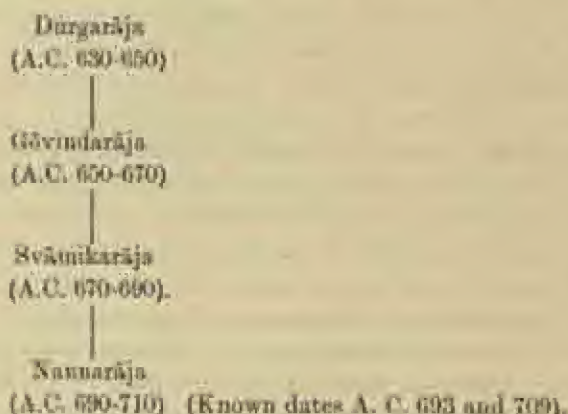 Durgarāja
(A.C. 630-650)
Gōvindarāja
(A.C. 650-670)
Svāmikarāja
(A.C. 670-690).
Nannarāja
(A.C. 690-710) (Known dates A. C. 693 and 709).